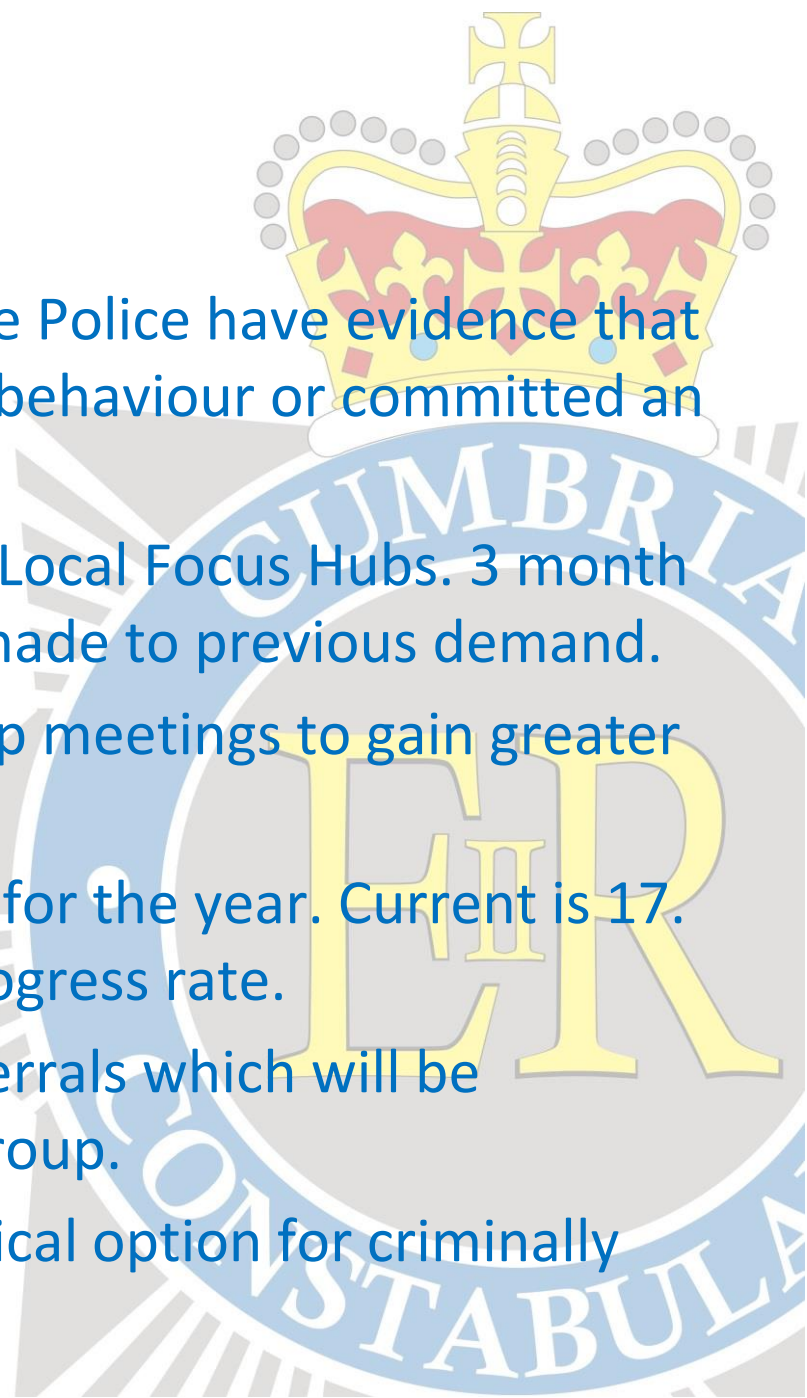 e Police have evidence that
behaviour or committed an
Local Focus Hubs. 3 month
nade to previous demand.
p meetings to gain greater
for the year. Current is 17.
ogress rate.
errals which will be
roup.
ical option for criminally
CUMBRIA
EIIR
CONSTABULA